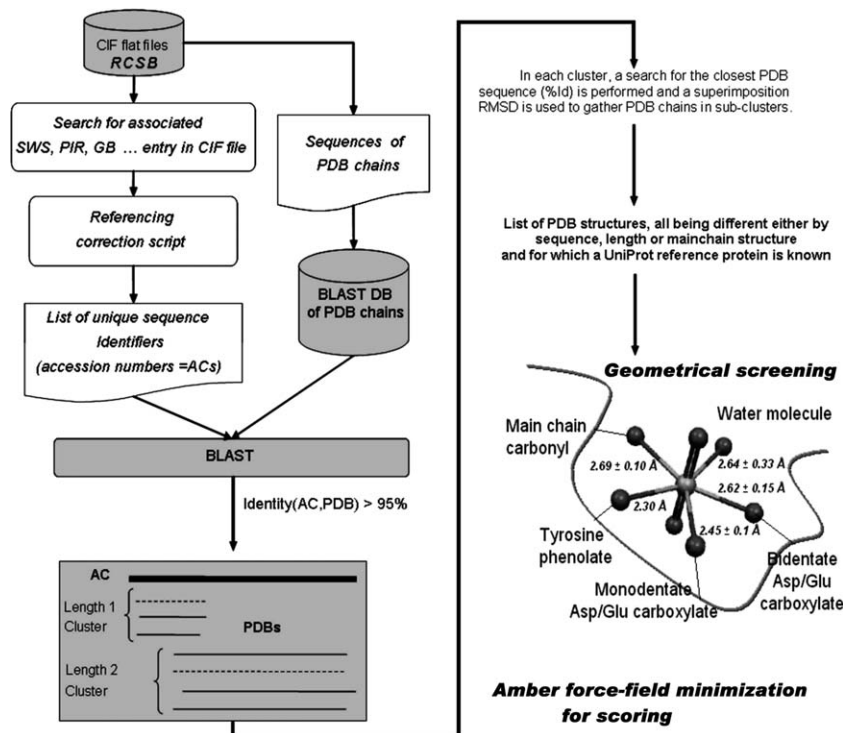 CIF flat files
RCSB
Search for associated
SWS, PIR, GB ... entry in CIF file
Sequences of
PDB chains
Referencing
correction script
BLAST DB
of PDB chains
List of unique sequence
Identifiers
(accession numbers =ACs)
BLAST
Identity(AC,PDB) > 95%
AC
Length 1
Cluster
PDBs
Length 2
Cluster
In each cluster, a search for the closest PDB
sequence (%Id) is performed and a superimposition
RMSD is used to gather PDB chains in sub-clusters.
List of PDB structures, all being different either by
sequence, length or mainchain structure
and for which a UniProt reference protein is known
Geometrical screening
Main chain
carbonyl
Water molecule
2.69 ± 0.10 Å
2.64 ± 0.33 Å
2.62 ± 0.15 Å
2.30 Å
2.45 ± 0.1 Å
Tyrosine
phenolate
Monodentate
Asp/Glu carboxylate
Bidentate
Asp/Glu
carboxylate
Amber force-field minimization
for scoring